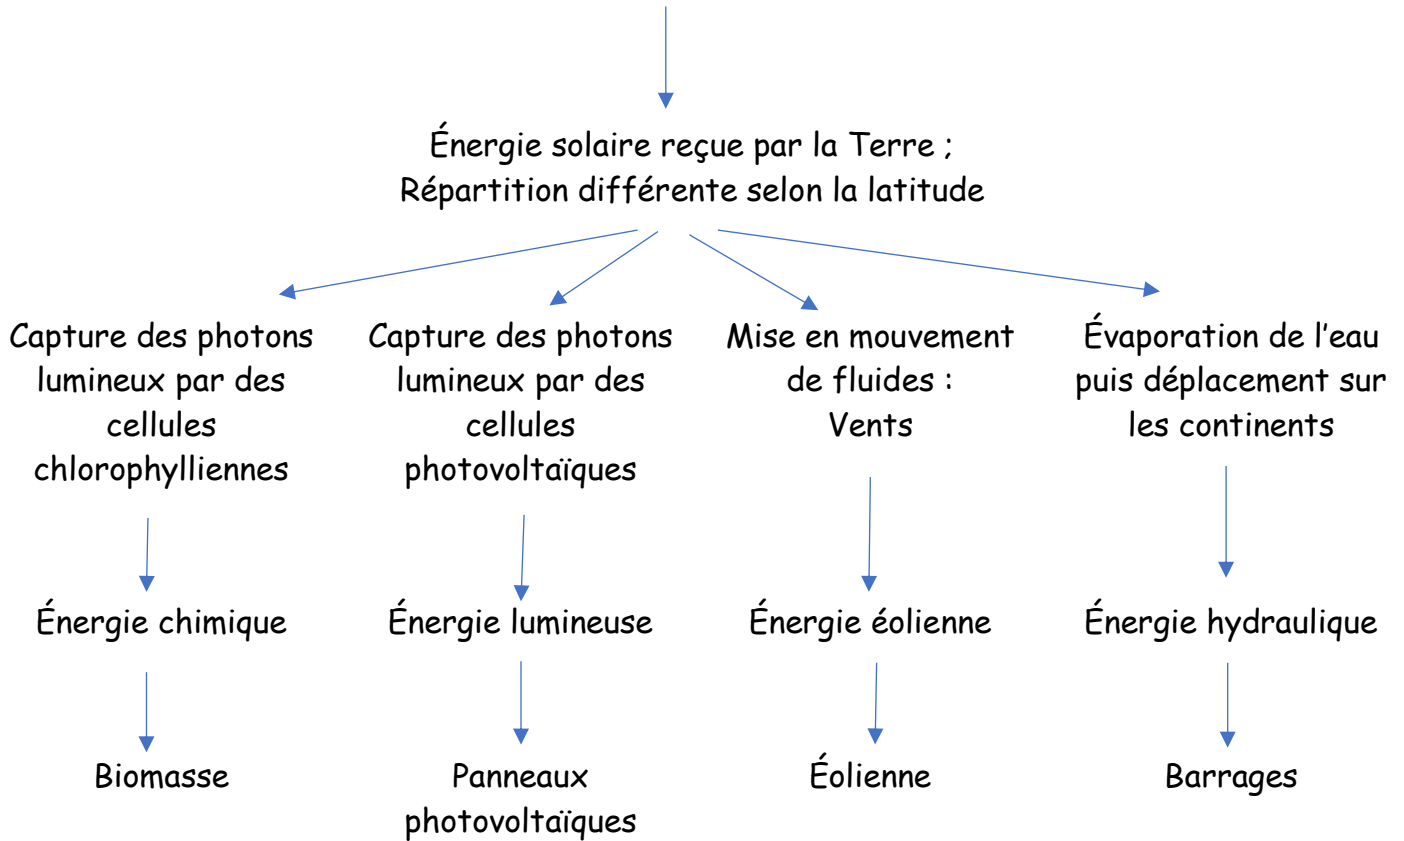 Énergie solaire reçue par la Terre ;
Répartition différente selon la latitude
Capture des photons
lumineux par des
cellules
chlorophylliennes
Capture des photons
lumineux par des
cellules
photovoltaïques
Mise en mouvement
de fluides :
Vents
Évaporation de l’eau
puis déplacement sur
les continents
Énergie chimique
Énergie lumineuse
Énergie éolienne
Énergie hydraulique
Biomasse
Panneaux
photovoltaïques
Éolienne
Barrages